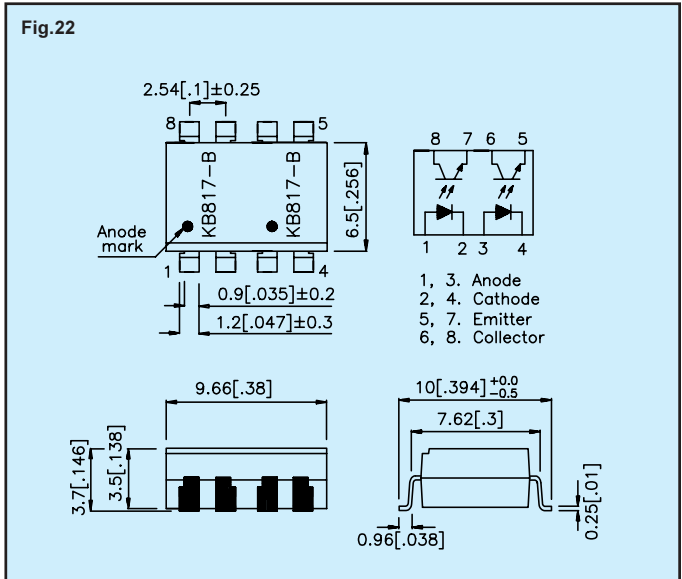 Fig.22
2.54[.1]±0.25
8
5
KB817-B
KB817-B
6.5[.256]
Anode
mark
1
4
0.9[.035]±0.2
1.2[.047]±0.3
8 7 6 5
1 2 3 4
1, 3. Anode
2, 4. Cathode
5, 7. Emitter
6, 8. Collector
9.66[.38]
3.7[.146]
3.5[.138]
10[.394] +0.0
-0.5
7.62[.3]
0.25[.01]
0.96[.038]